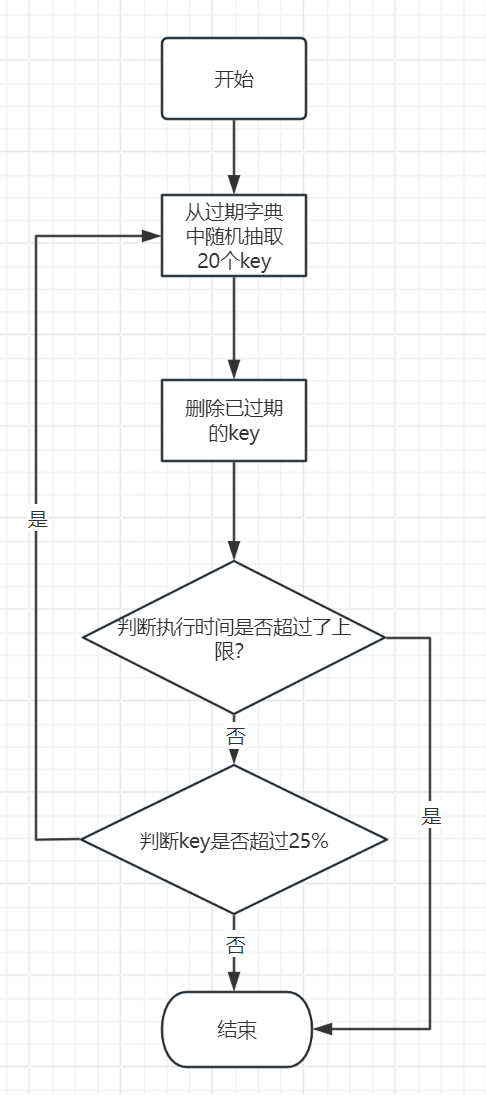 开始
从过期字典
中随机抽取
20个key
删除已过期
的key
是
判断执行时间是否超过了上
限?
否
是
判断key是否超过25%
否
结束